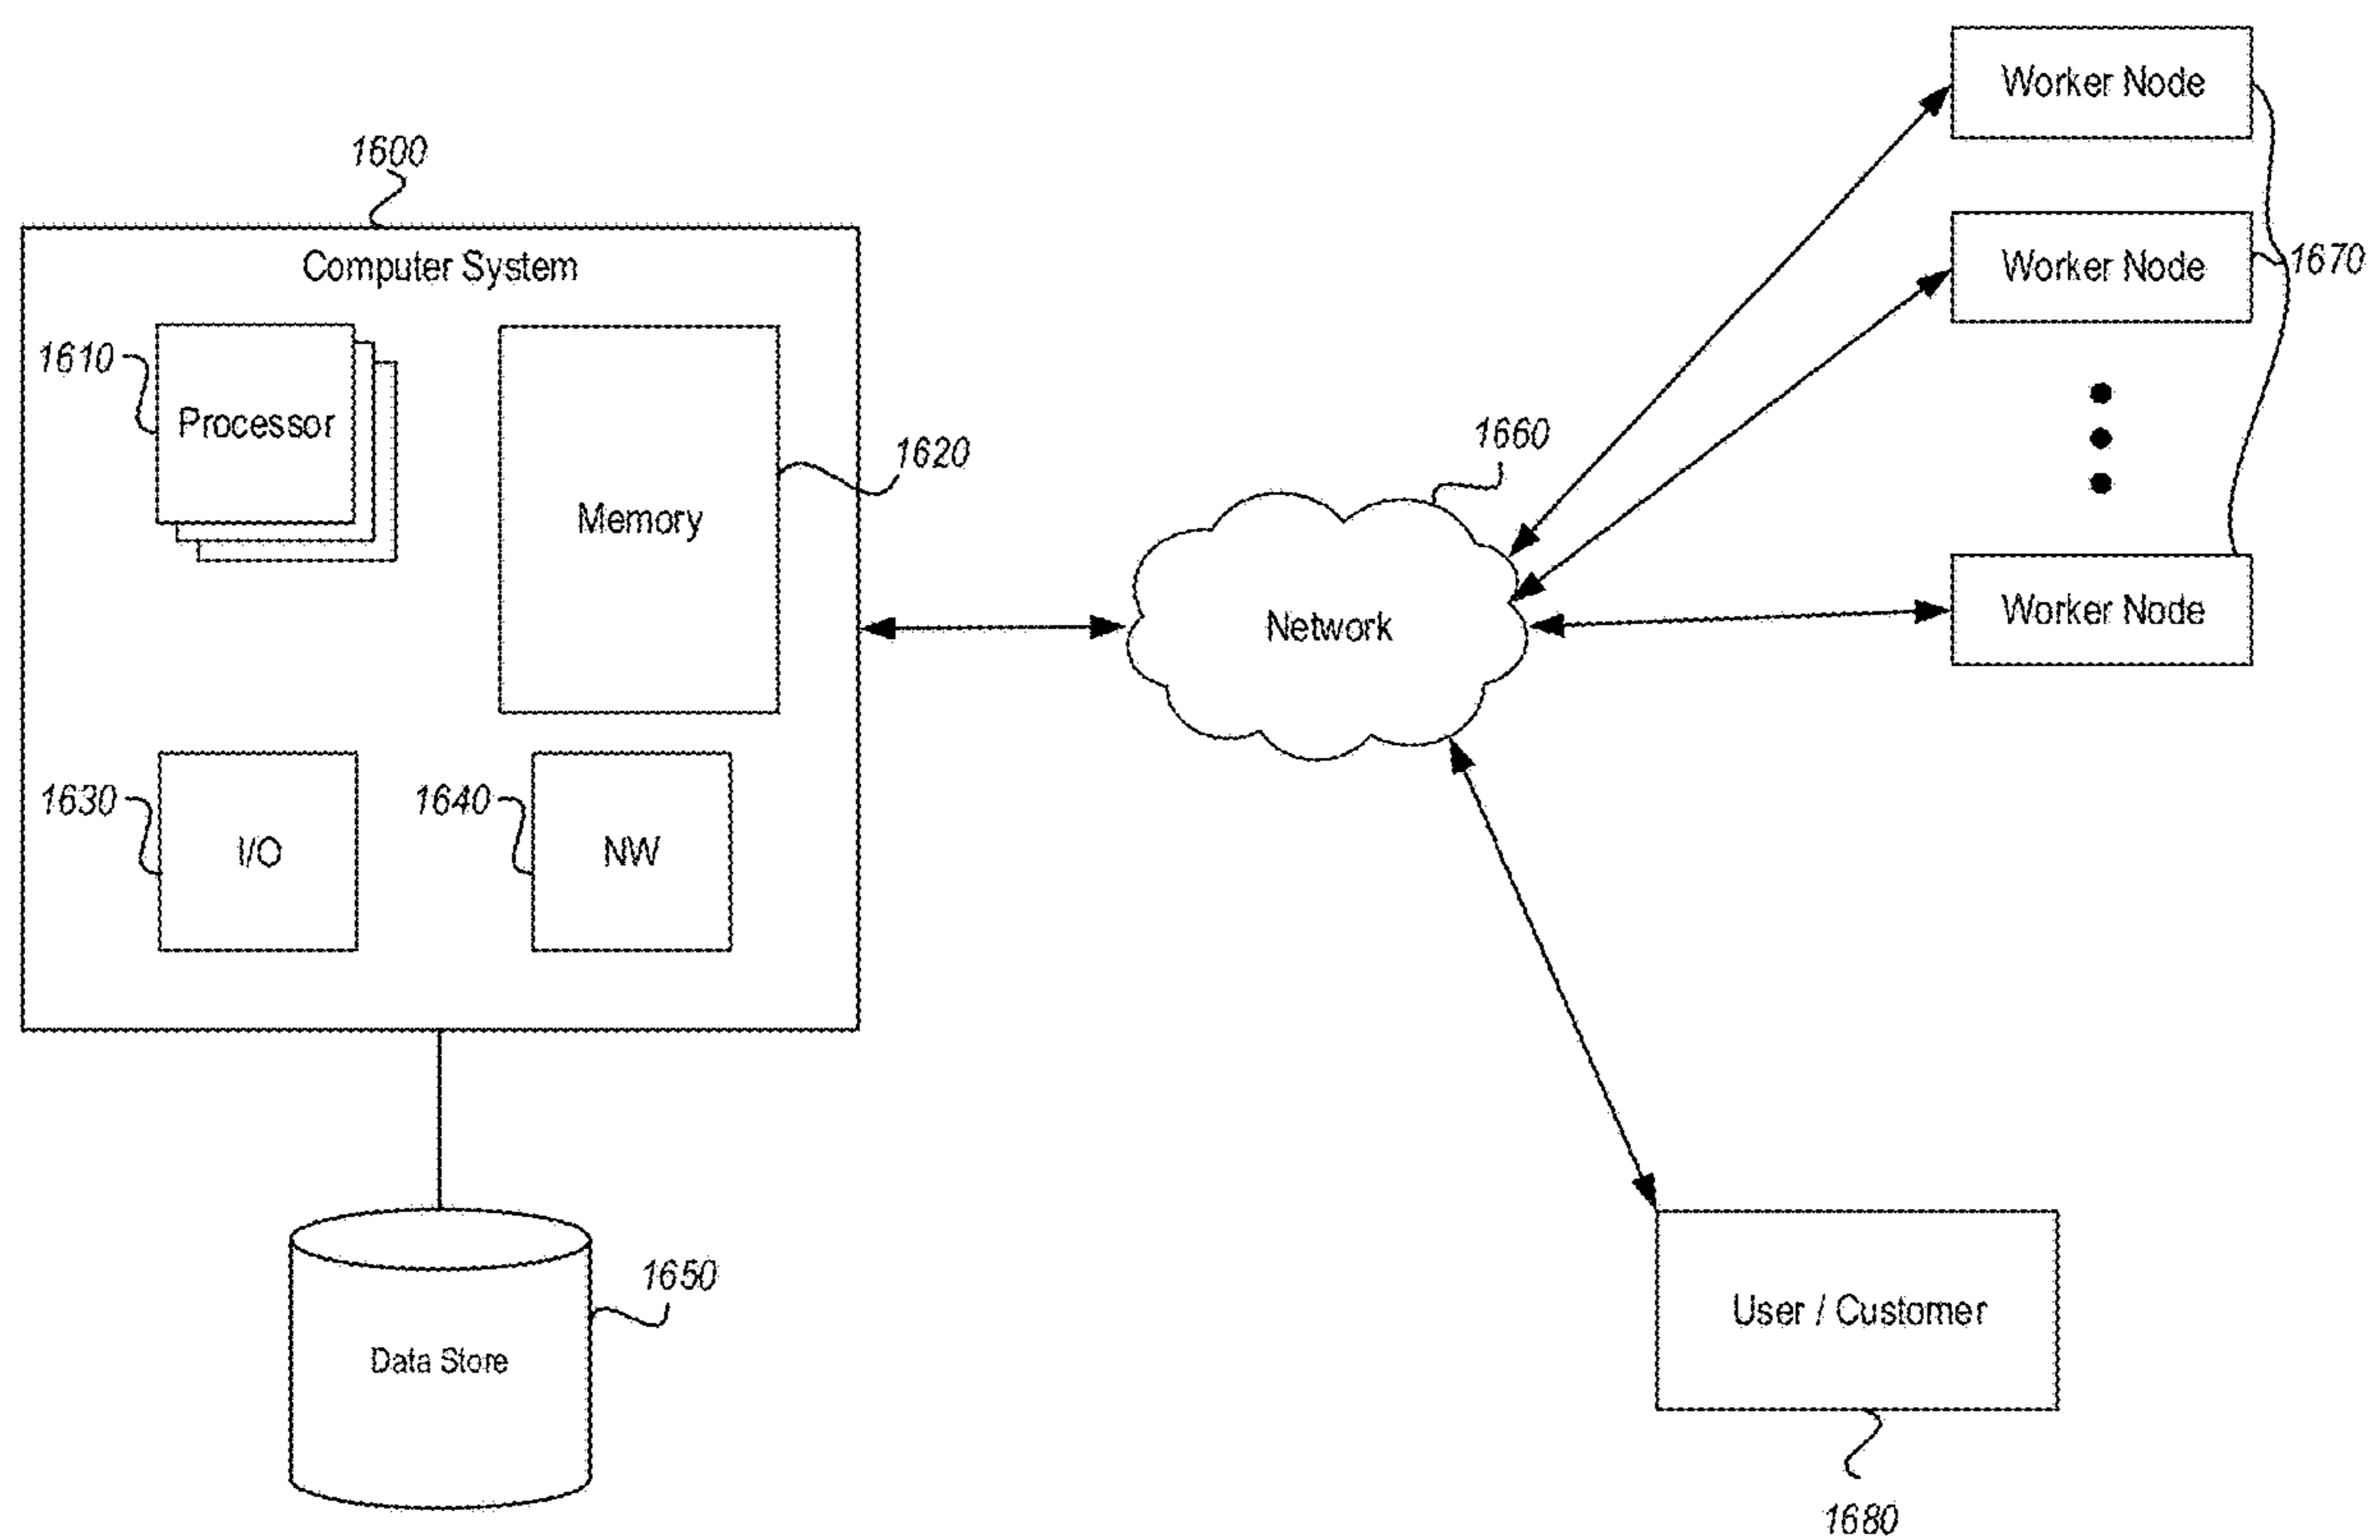 Worker Node
1600
Computer System
Worker Node
1670
1610
Processor
1620
1660
Memory
Worker Node
Network
1630
I/O
1640
NW
1650
Data Store
User / Customer
1680